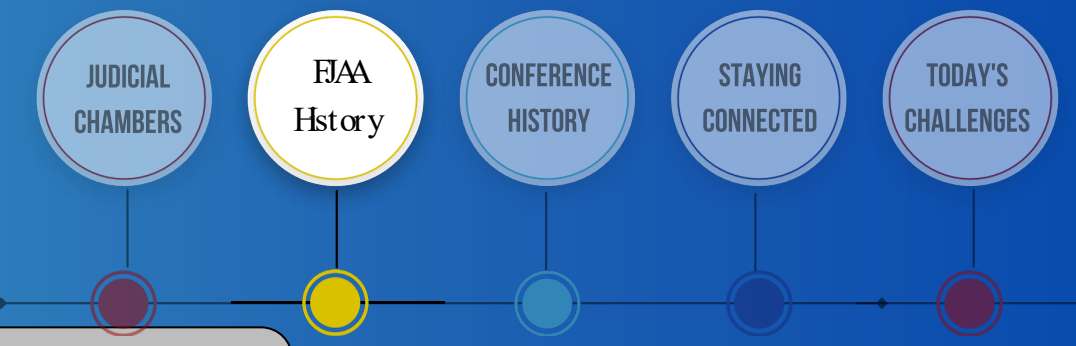 JUDICIAL
CHAMBERS
FJAA
History
CONFERENCE
HISTORY
STAYING
CONNECTED
TODAY'S
CHALLENGES